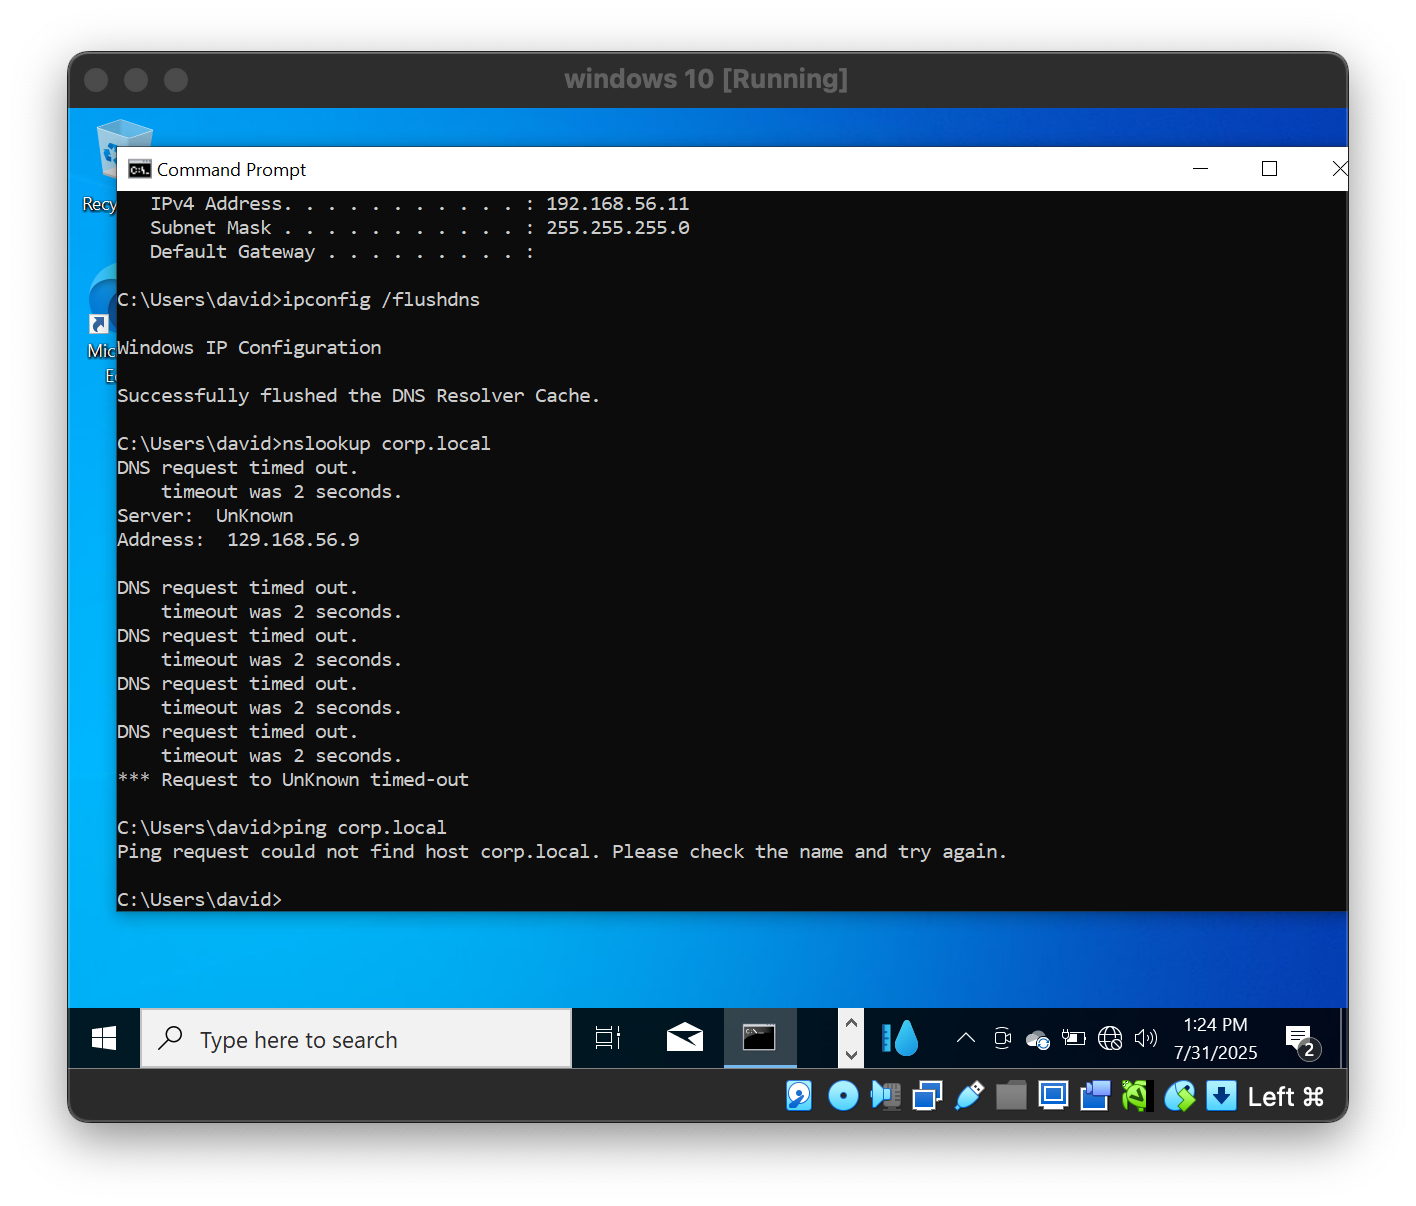 windows 10 [Running]
Recy
Command Prompt
IPv4 Address. . . . . . . . . . . : 192.168.56.11
Subnet Mask . . . . . . . . . . . : 255.255.255.0
Default Gateway . . . . . . . . . :
C:\Users\david>ipconfig /flushdns
Mic
Windows IP Configuration
E
Successfully flushed the DNS Resolver Cache.
C:\Users\david>nslookup corp.local
DNS request timed out.
timeout was 2 seconds.
Server:  UnKnown
Address:  129.168.56.9
DNS request timed out.
timeout was 2 seconds.
DNS request timed out.
timeout was 2 seconds.
DNS request timed out.
timeout was 2 seconds.
DNS request timed out.
timeout was 2 seconds.
*** Request to UnKnown timed-out
C:\Users\david>ping corp.local
Ping request could not find host corp.local. Please check the name and try again.
C:\Users\david>
Type here to search
1:24 PM
7/31/2025
2
Left ⌘